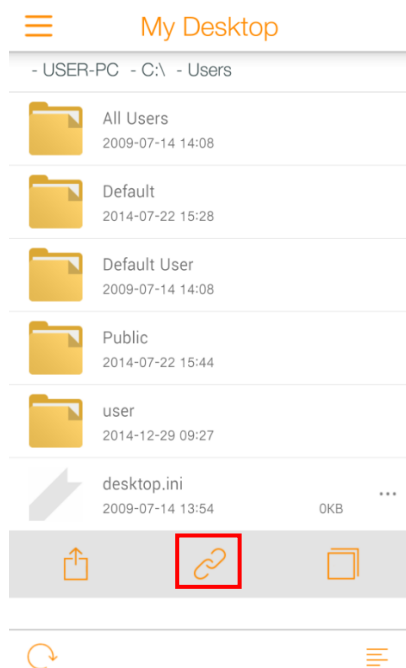 My Desktop
- USER-PC - C:\ - Users
All Users
2009-07-14 14:08
Default
2014-07-22 15:28
Default User
2009-07-14 14:08
Public
2014-07-22 15:44
user
2014-12-29 09:27
desktop.ini
2009-07-14 13:54 0KB